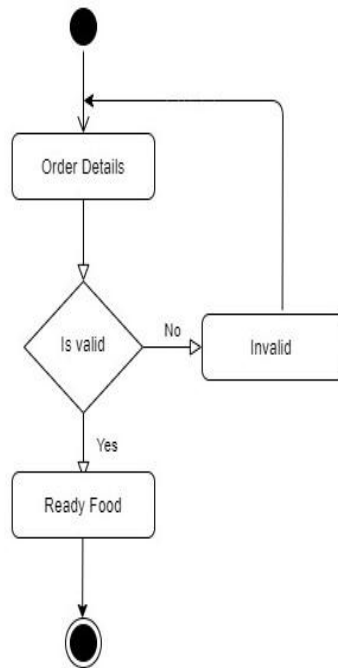 Order Details
Is valid
No
Invalid
Yes
Ready Food